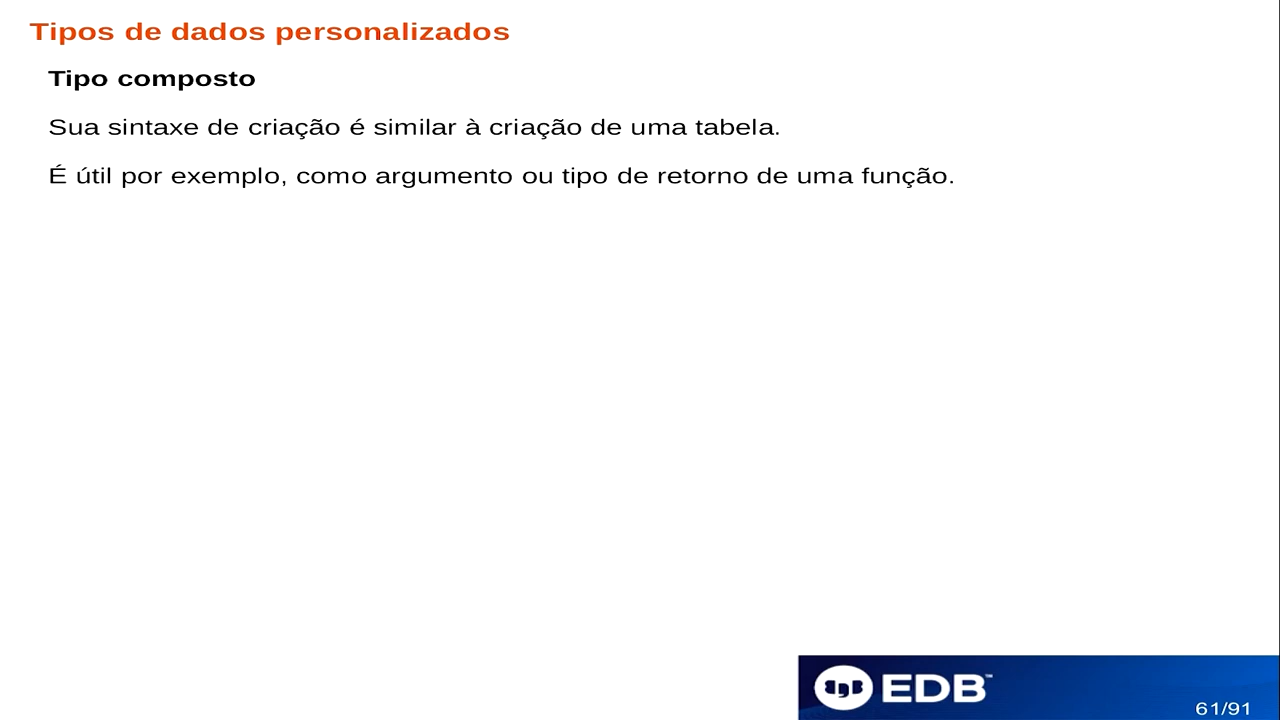 Tipos de dados personalizados
Tipo composto
Sua sintaxe de criação é similar à criação de uma tabela.
É útil por exemplo, como argumento ou tipo de retorno de uma função.
EDB™
61/91